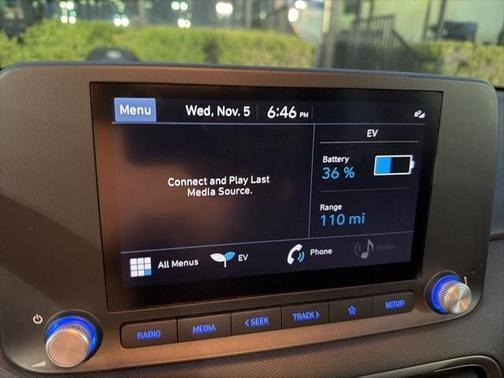 Menu
Wed, Nov. 5
6:46 PM
EV
Battery
36 %
Connect and Play Last
Media Source.
Range
110 mi
All Menus
EV
Phone
Media
RADIO
MEDIA
< SEEK
TRACK >
SETUP